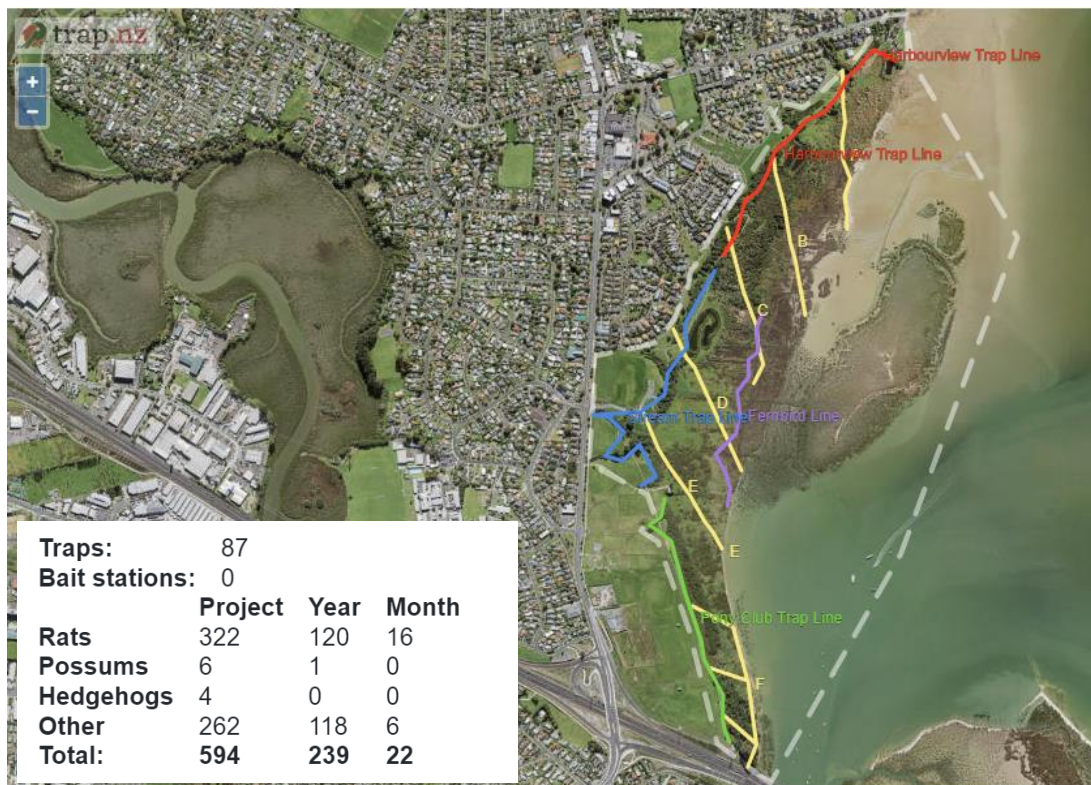 trap.nz
+
−
Harbourview Trap Line
Harbourview Trap Line
B
C
D
Stream Trap Line
Fernbird Line
E
E
Pony Club Trap Line
F
Traps: 87
Bait stations: 0
Project Year Month
Rats 322 120 16
Possums 6 1 0
Hedgehogs 4 0 0
Other 262 118 6
Total: 594 239 22